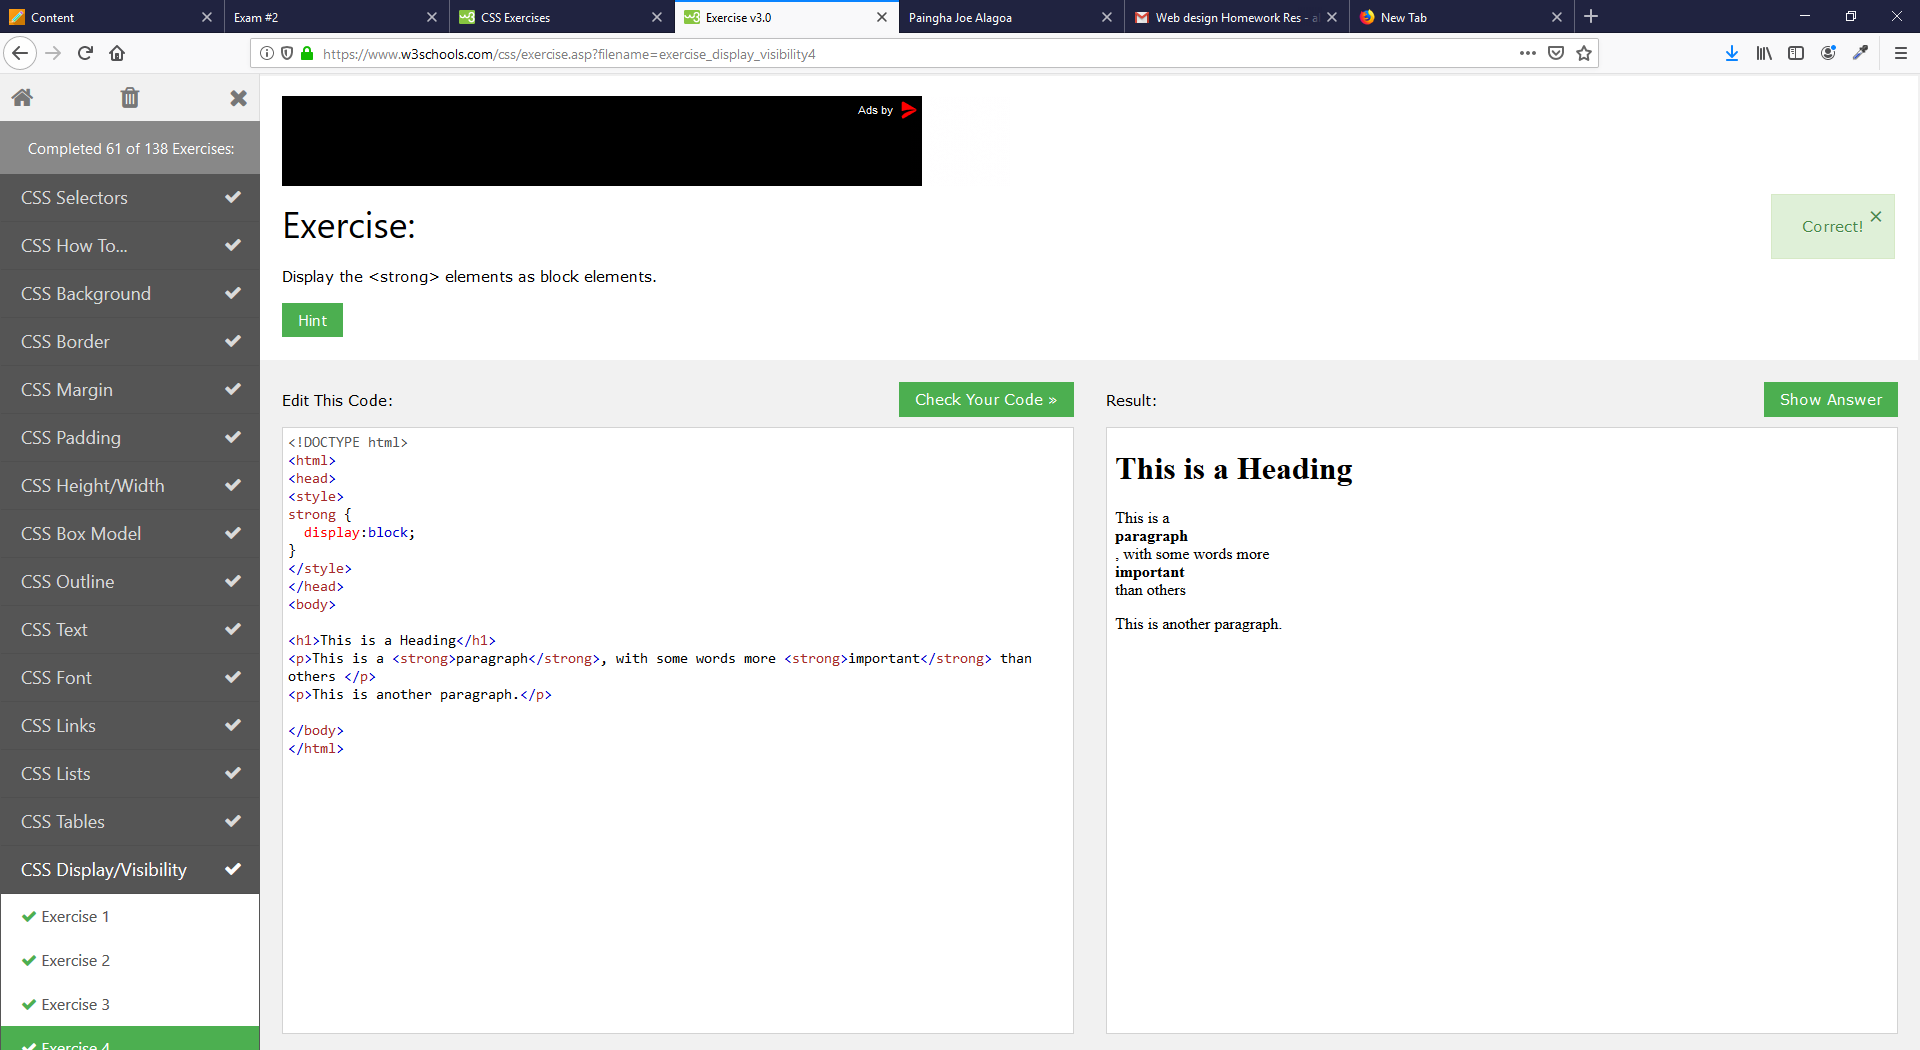 Content
Exam #2
CSS Exercises
Exercise v3.0
Paingha Joe Alagoa
Web design Homework Res - a
New Tab
https://www.w3schools.com/css/exercise.asp?filename=exercise_display_visibility4
Completed 61 of 138 Exercises:
CSS Selectors
CSS How To...
CSS Background
CSS Border
CSS Margin
CSS Padding
CSS Height/Width
CSS Box Model
CSS Outline
CSS Text
CSS Font
CSS Links
CSS Lists
CSS Tables
CSS Display/Visibility
Exercise 1
Exercise 2
Exercise 3
Exercise 4
Ads by
Exercise:
Correct!
Display the <strong> elements as block elements.
Hint
Edit This Code:
Check Your Code »
<!DOCTYPE html>
<html>
<head>
<style>
strong {
  display:block;
}
</style>
</head>
<body>
<h1>This is a Heading</h1>
<p>This is a <strong>paragraph</strong>, with some words more <strong>important</strong> than
others </p>
<p>This is another paragraph.</p>
</body>
</html>
Result:
Show Answer
This is a Heading
This is a
paragraph
, with some words more
important
than others
This is another paragraph.